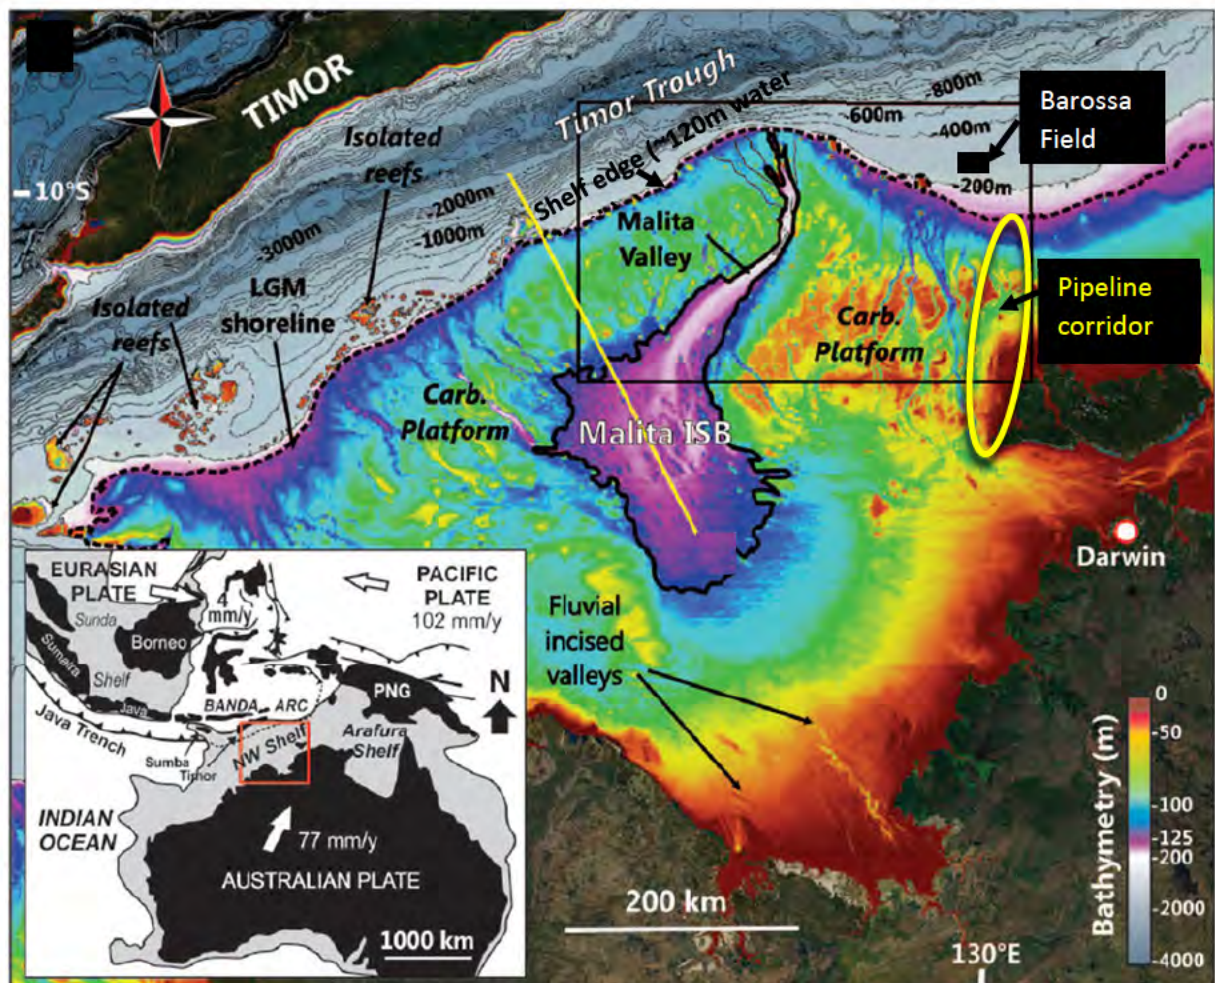 TIMOR
Timor Trough
Shelf edge (~120m water
-800m
-600m
-400m
-200m
Barossa
Field
Isolated
reefs
10°S
-2000m
-1000m
-3000m
Malita
Valley
LGM
shoreline
Isolated
reefs
Pipeline
corridor
Carb.
Platform
Carb.
Platform
Malita ISB
Darwin
Fluvial
incised
valleys
EURASIAN
PLATE
Sunda
Shelf
4
mm/y
PACIFIC
PLATE
102 mm/y
Borneo
Sumatra
Java
Java Trench
BANDA ARC
PNG
N
Sumba
Timor
NW Shelf
Arafura
Shelf
INDIAN
OCEAN
77 mm/y
AUSTRALIAN PLATE
1000 km
200 km
130°E
Bathymetry (m)
0
-50
-100
-125
-200
-2000
-4000